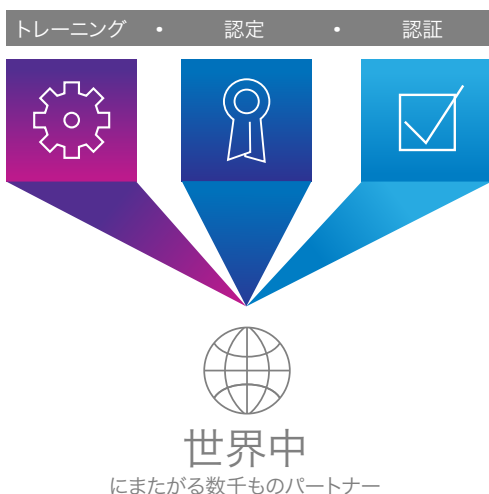 トレーニング • 認定 • 認証
世界中
にまたがる数千ものパートナー